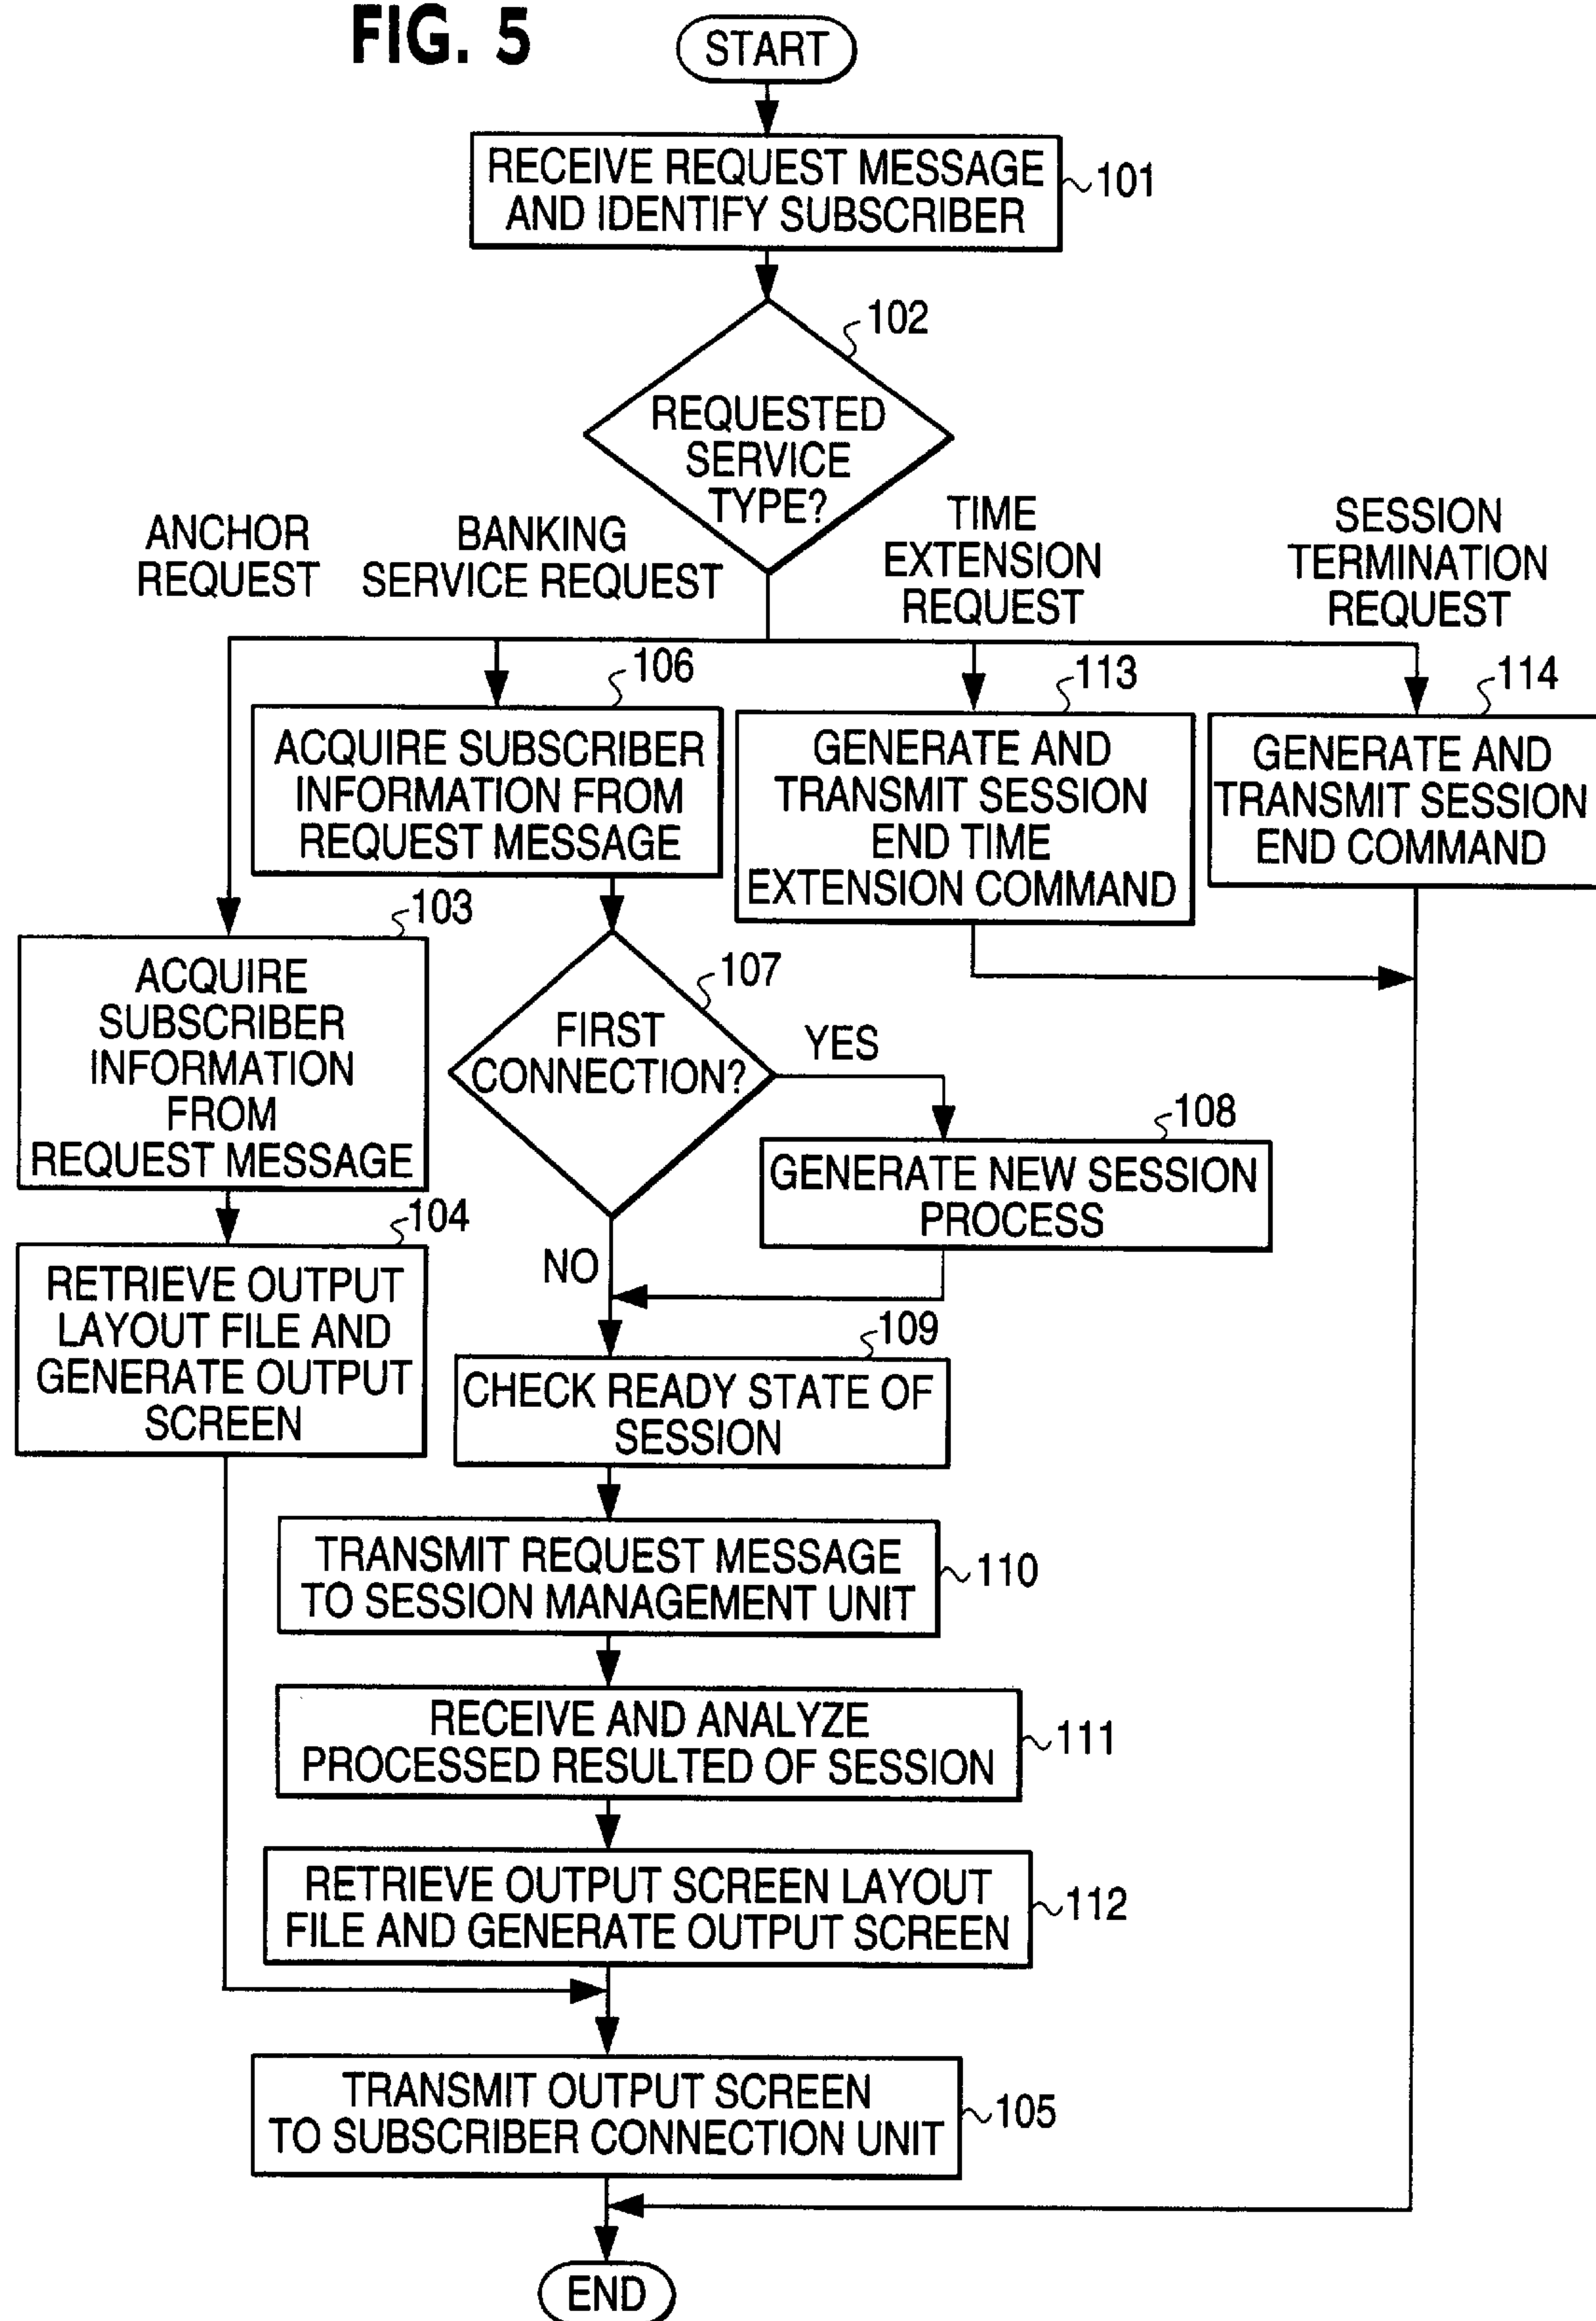 FIG. 5
START
RECEIVE REQUEST MESSAGE
AND IDENTIFY SUBSCRIBER
101
102
REQUESTED
SERVICE
TYPE?
ANCHOR
REQUEST
BANKING
SERVICE REQUEST
TIME
EXTENSION
REQUEST
SESSION
TERMINATION
REQUEST
106
ACQUIRE SUBSCRIBER
INFORMATION FROM
REQUEST MESSAGE
113
GENERATE AND
TRANSMIT SESSION
END TIME
EXTENSION COMMAND
114
GENERATE AND
TRANSMIT SESSION
END COMMAND
103
ACQUIRE
SUBSCRIBER
INFORMATION
FROM
REQUEST MESSAGE
107
FIRST
CONNECTION?
YES
108
GENERATE NEW SESSION
PROCESS
NO
104
RETRIEVE OUTPUT
LAYOUT FILE AND
GENERATE OUTPUT
SCREEN
109
CHECK READY STATE OF
SESSION
TRANSMIT REQUEST MESSAGE
TO SESSION MANAGEMENT UNIT
110
RECEIVE AND ANALYZE
PROCESSED RESULTED OF SESSION
111
RETRIEVE OUTPUT SCREEN LAYOUT
FILE AND GENERATE OUTPUT SCREEN
112
TRANSMIT OUTPUT SCREEN
TO SUBSCRIBER CONNECTION UNIT
105
END